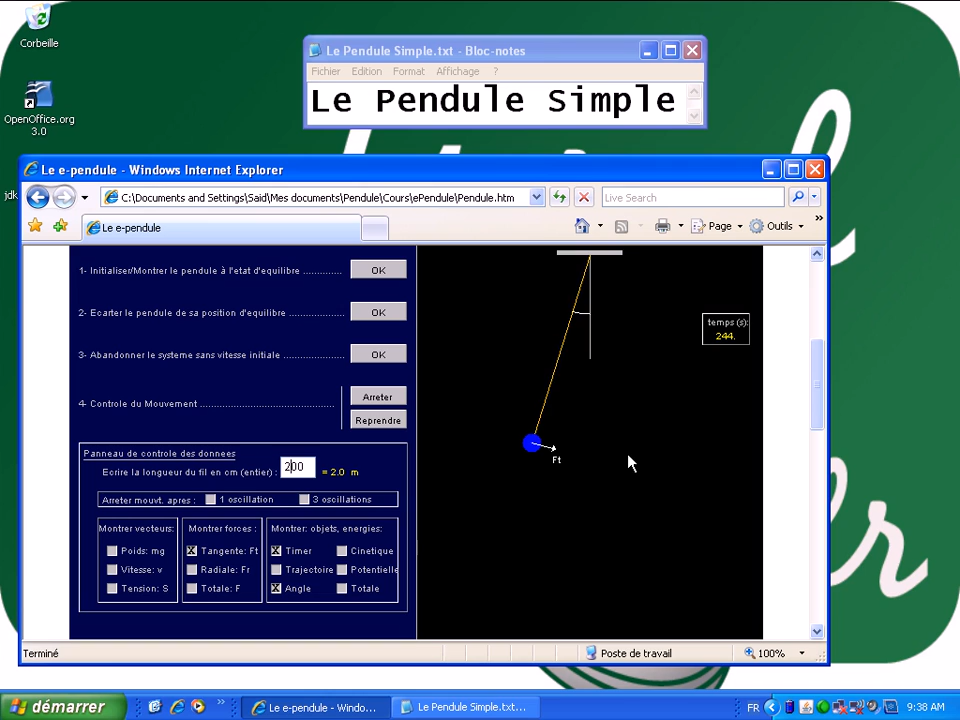 Corbeille
OpenOffice.org
3.0
jdk
Le Pendule Simple.txt - Bloc-notes
Fichier Edition Format Affichage ?
Le Pendule Simple
Le e-pendule - Windows Internet Explorer
C:\Documents and Settings\Said\Mes documents\Pendule\Cours\ePendule\Pendule.htm
Live Search
Le e-pendule
Page
Outils
1- Initialiser/Montrer le pendule à l'etat d'equilibre ............. OK
2- Ecarter le pendule de sa position d'equilibre ................... OK
3- Abandonner le systeme sans vitesse initiale .................. OK
4- Controle du Mouvement .........................................
Arreter
Reprendre
Panneau de controle des donnees
Ecrire la longueur du fil en cm (entier) : 200 = 2.0 m
Arreter mouvt. apres : 1 oscillation 3 oscillations
Montrer vecteurs: Montrer forces : Montrer: objets, energies:
Poids: mg Tangente: Ft Timer Cinetique
Vitesse: v Radiale: Fr Trajectoire Potentielle
Tension: S Totale: F Angle Totale
temps (s):
244.
Ft
Terminé
Poste de travail
100%
démarrer
Le e-pendule - Windo...
Le Pendule Simple.txt...
FR
9:38 AM